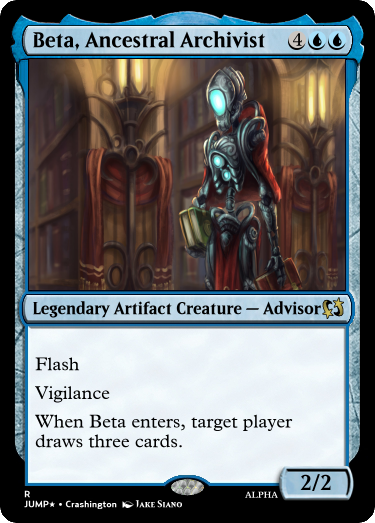 Beta, Ancestral Archivist 4
Legendary Artifact Creature — Advisor
Flash
Vigilance
When Beta enters, target player
draws three cards.
2/2
R
JUMP★ • Crashington Jake Siano
ALPHA